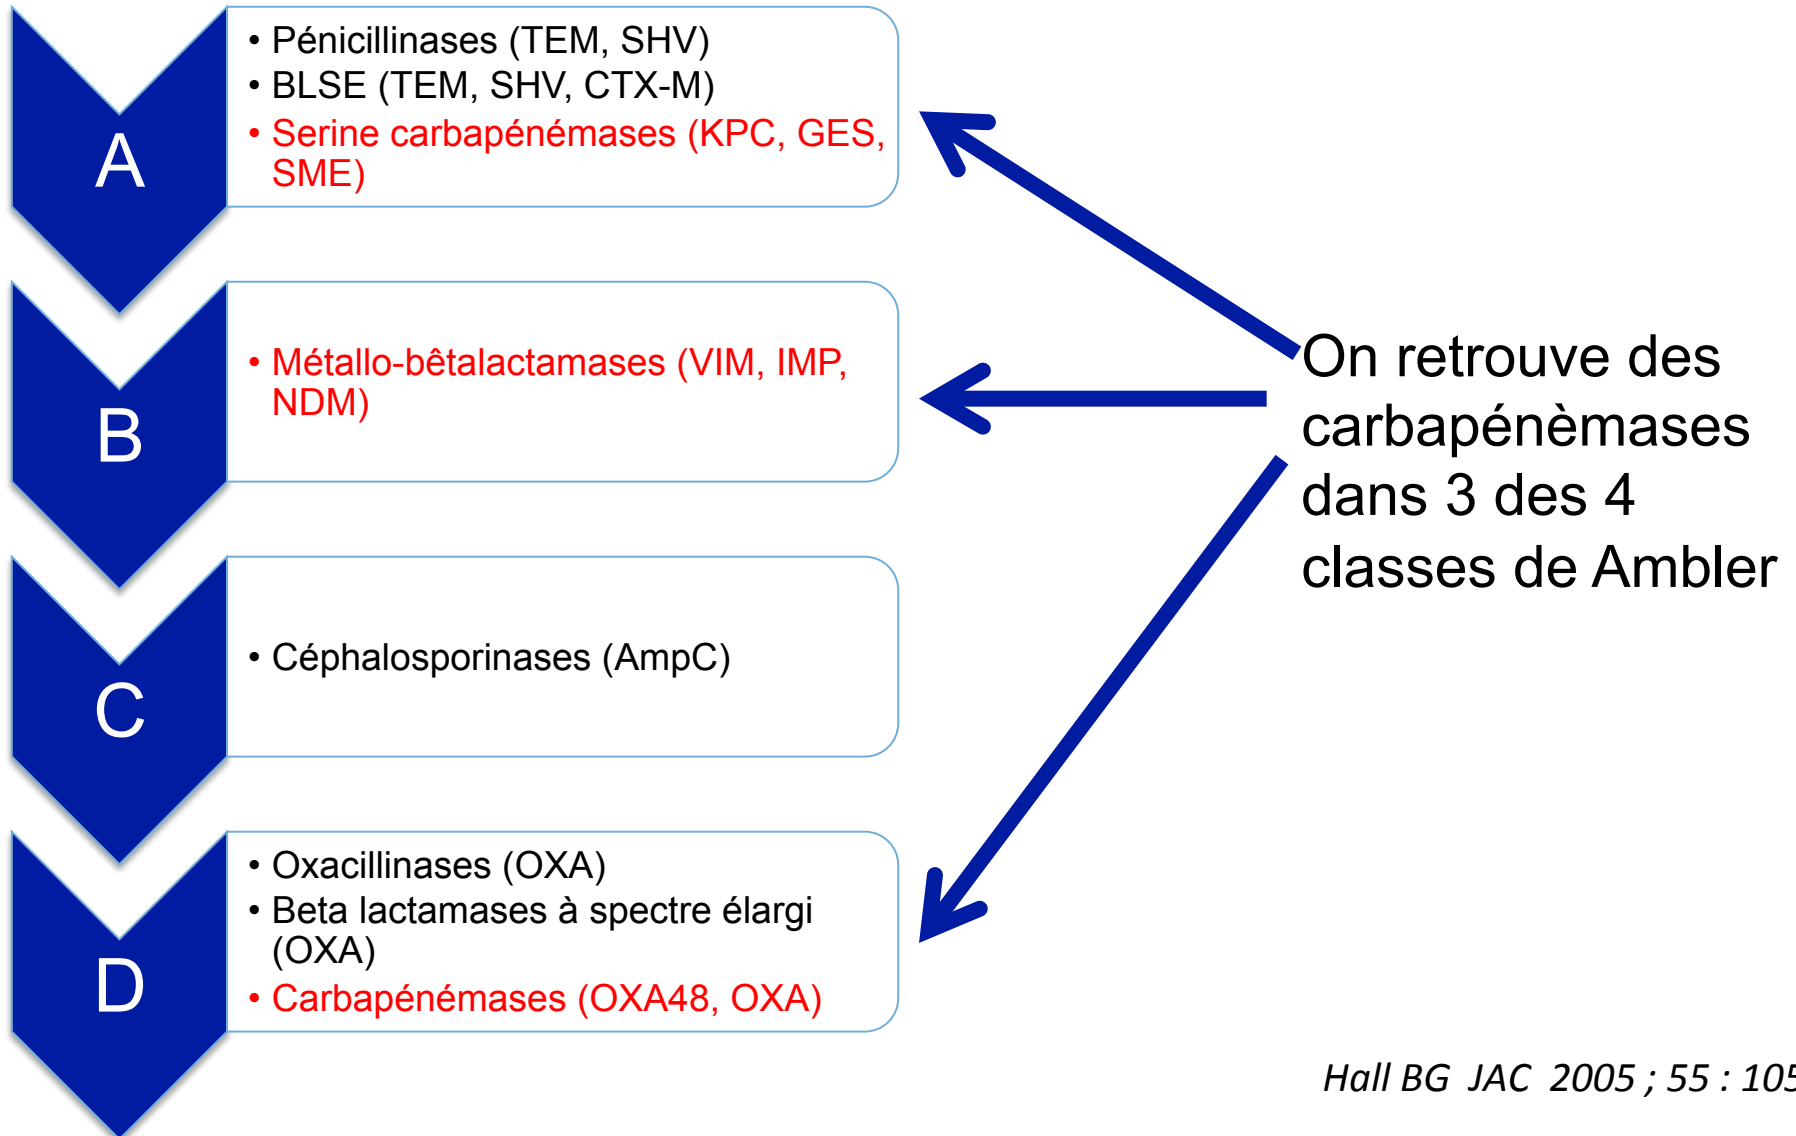 A
• Pénicillinases (TEM, SHV)
• BLSE (TEM, SHV, CTX-M)
• Serine carbapénémases (KPC, GES,
SME)
B
• Métallo-bêtalactamases (VIM, IMP,
NDM)
C
• Céphalosporinases (AmpC)
D
• Oxacillinases (OXA)
• Beta lactamases à spectre élargi
(OXA)
• Carbapénémases (OXA48, OXA)
On retrouve des
carbapénèmases
dans 3 des 4
classes de Ambler
Hall BG JAC 2005 ; 55 : 105